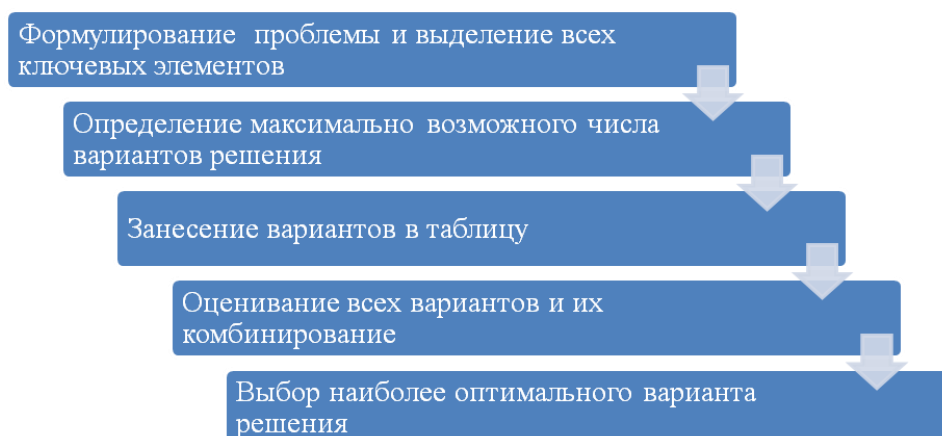 Формулирование проблемы и выделение всех
ключевых элементов
Определение максимально возможного числа
вариантов решения
Занесение вариантов в таблицу
Оценивание всех вариантов и их
комбинирование
Выбор наиболее оптимального варианта
решения